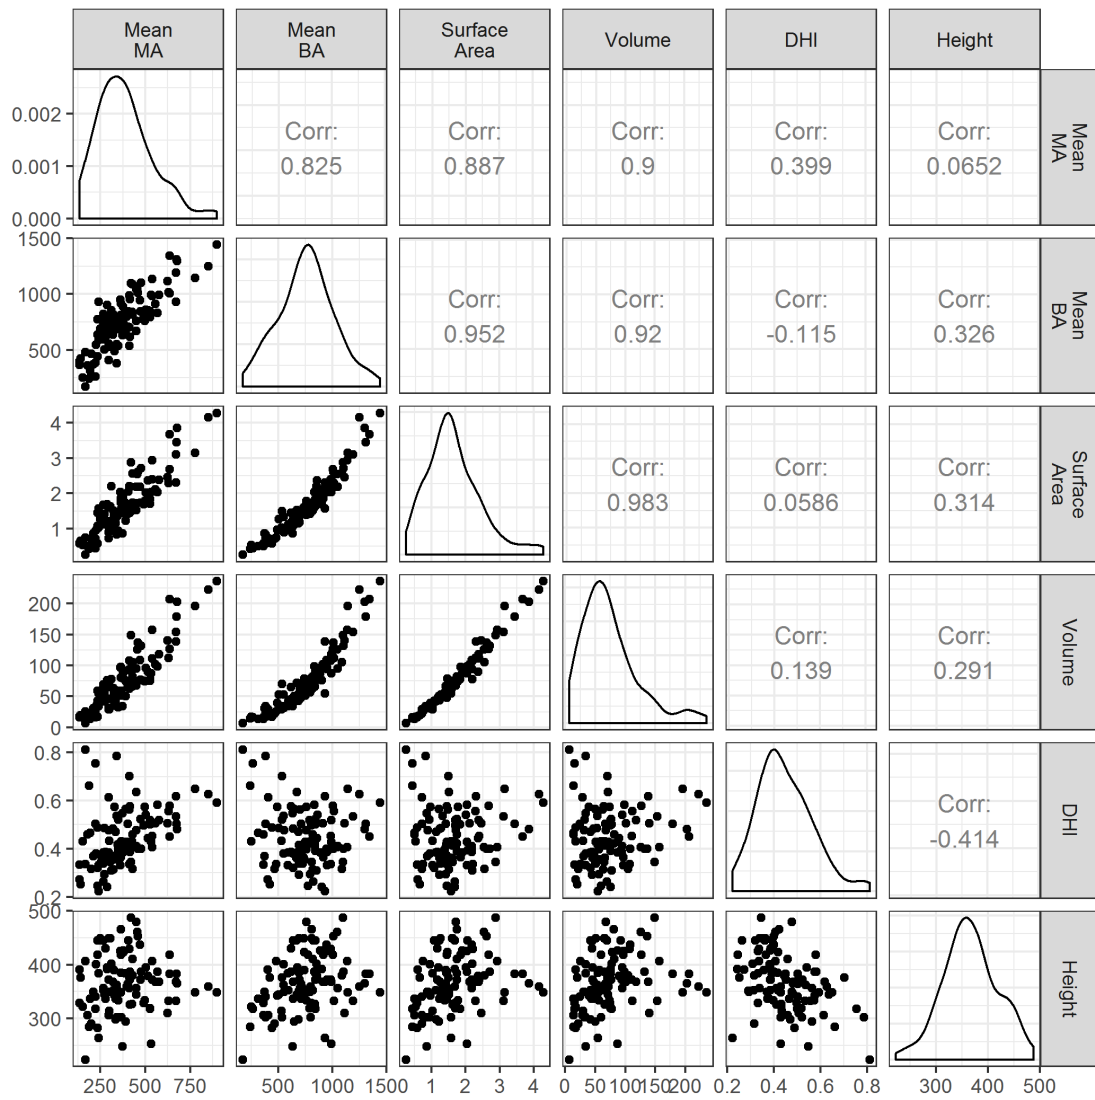 Mean
MA
Mean
BA
Surface
Area
Volume
DHI
Height
0.002
0.001
0.000
Corr:
0.825
Corr:
0.887
Corr:
0.9
Corr:
0.399
Corr:
0.0652
Mean
MA
1500
1000
500
Corr:
0.952
Corr:
0.92
Corr:
-0.115
Corr:
0.326
Mean
BA
4
3
2
1
Corr:
0.983
Corr:
0.0586
Corr:
0.314
Surface
Area
200
150
100
50
0
Corr:
0.139
Corr:
0.291
Volume
0.8
0.6
0.4
0.2
Corr:
-0.414
DHI
500
400
300
Height
250 500 750
500 1000 1500
1 2 3 4
0 50 100 150 200
0.2 0.4 0.6 0.8
300 400 500